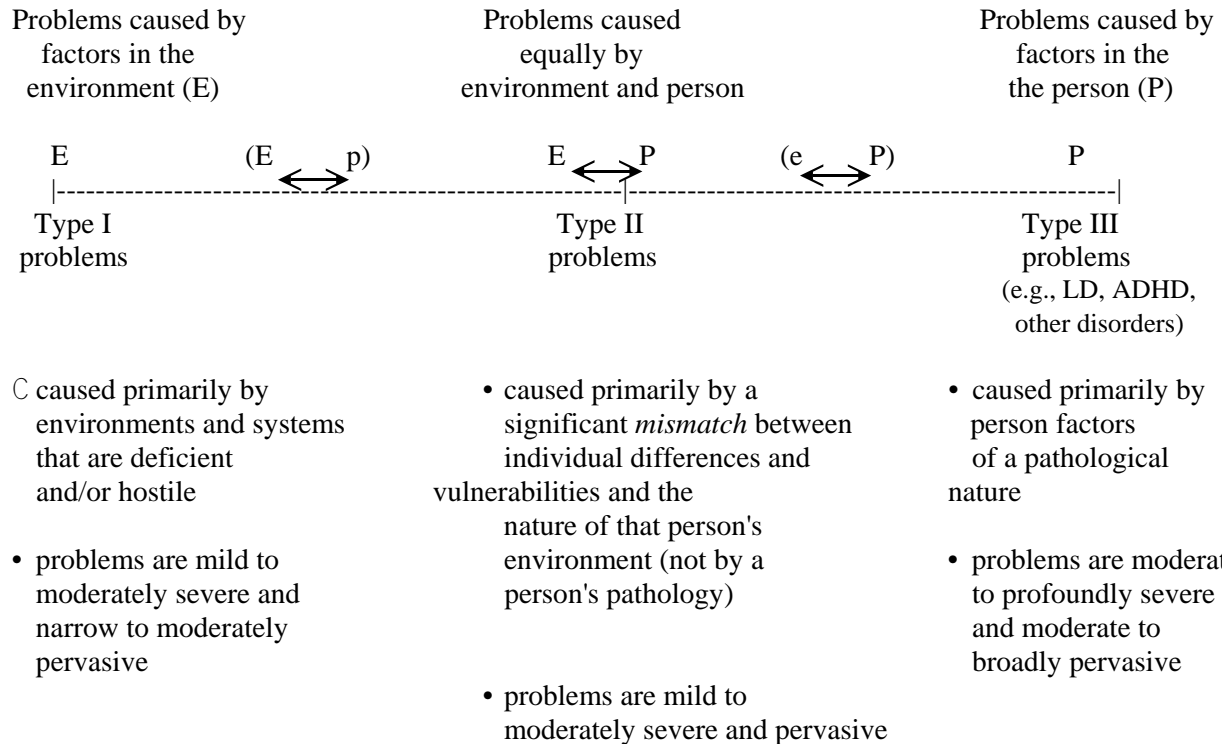 Problems caused by
factors in the
environment (E)
Problems caused
equally by
environment and person
Problems caused by
factors in the
the person (P)
E (E p) E P (e P) P
|--------------------------------------------------------|--------------------------------------------------------|
Type I
problems
Type II
problems
Type III
problems
(e.g., LD, ADHD,
other disorders)
C caused primarily by
environments and systems
that are deficient
and/or hostile
• problems are mild to
moderately severe and
narrow to moderately
pervasive
• caused primarily by a
significant mismatch between
individual differences and
vulnerabilities and the
nature of that person's
environment (not by a
person's pathology)
• problems are mild to
moderately severe and pervasive
• caused primarily by
person factors
of a pathological
nature
• problems are moderat
to profoundly severe
and moderate to
broadly pervasive